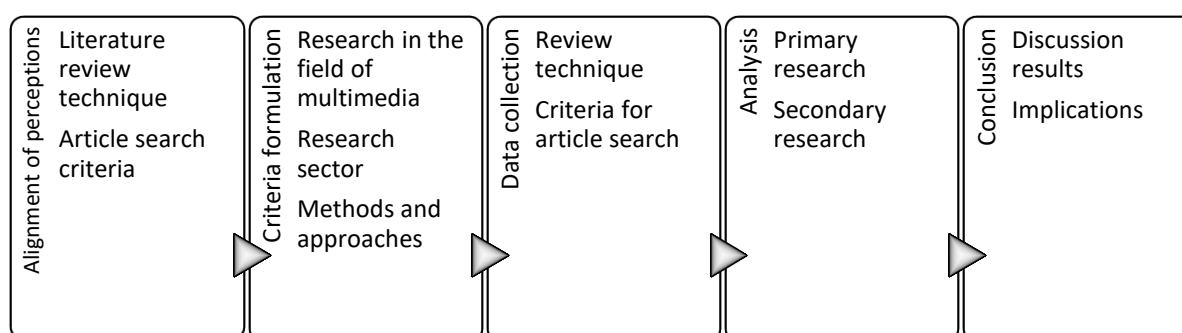 Alignment of perceptions
Literature
review
technique
Article search
criteria
Criteria formulation
Research in the
field of
multimedia
Research
sector
Methods and
approaches
Data collection
Review
technique
Criteria for
article search
Analysis
Primary
research
Secondary
research
Conclusion
Discussion
results
Implications